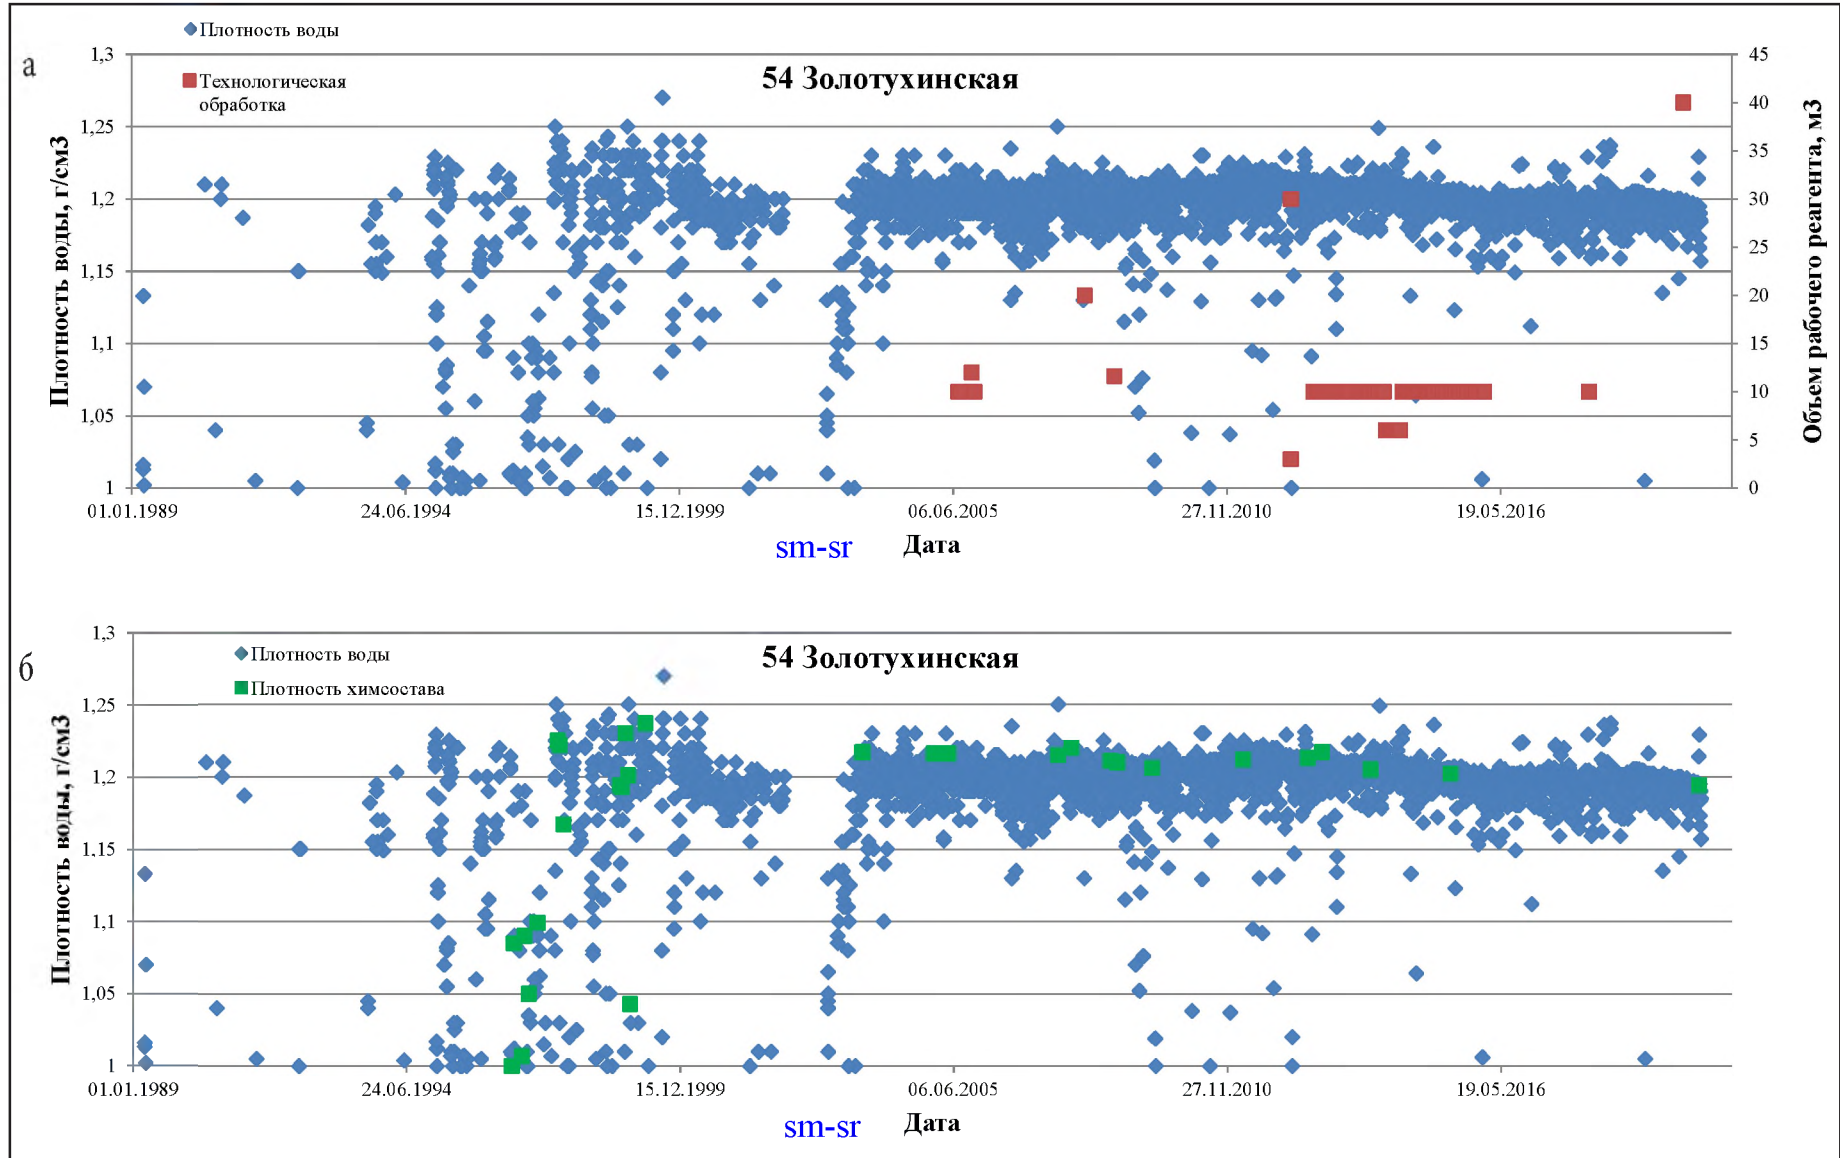 а
Плотность воды
Технологическая
обработка
54 Золотухинская
Плотность воды, г/см3
Объем рабочего реагента, м3
1,3
1,25
1,2
1,15
1,1
1,05
1
45
40
35
30
25
20
15
10
5
0
01.01.1989 24.06.1994 15.12.1999 06.06.2005 27.11.2010 19.05.2016
sm-sr Дата
б
Плотность воды
Плотность химсостава
54 Золотухинская
Плотность воды, г/см3
1,3
1,25
1,2
1,15
1,1
1,05
1
01.01.1989 24.06.1994 15.12.1999 06.06.2005 27.11.2010 19.05.2016
sm-sr Дата